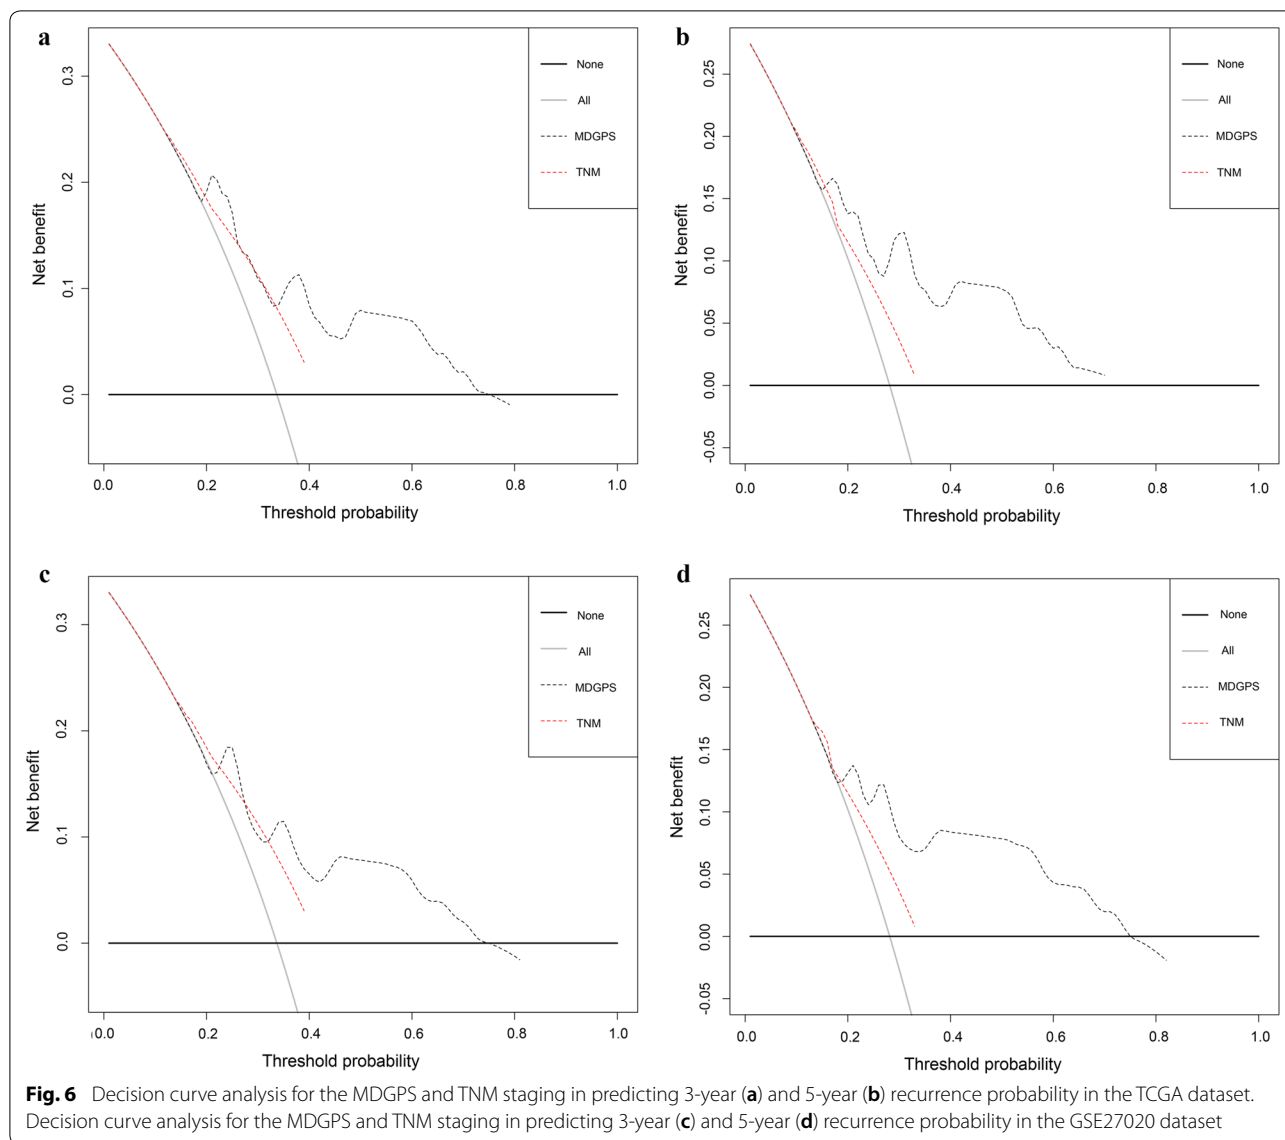 a
None
All
MDGPS
TNM
Net benefit
0.0 0.1 0.2 0.3
0.0 0.2 0.4 0.6 0.8 1.0
Threshold probability
b
None
All
MDGPS
TNM
Net benefit
-0.05 0.00 0.05 0.10 0.15 0.20 0.25
0.0 0.2 0.4 0.6 0.8 1.0
Threshold probability
c
None
All
MDGPS
TNM
Net benefit
0.0 0.1 0.2 0.3
0.0 0.2 0.4 0.6 0.8 1.0
Threshold probability
d
None
All
MDGPS
TNM
Net benefit
-0.05 0.00 0.05 0.10 0.15 0.20 0.25
0.0 0.2 0.4 0.6 0.8 1.0
Threshold probability
Fig. 6 Decision curve analysis for the MDGPS and TNM staging in predicting 3-year (a) and 5-year (b) recurrence probability in the TCGA dataset.
Decision curve analysis for the MDGPS and TNM staging in predicting 3-year (c) and 5-year (d) recurrence probability in the GSE27020 dataset